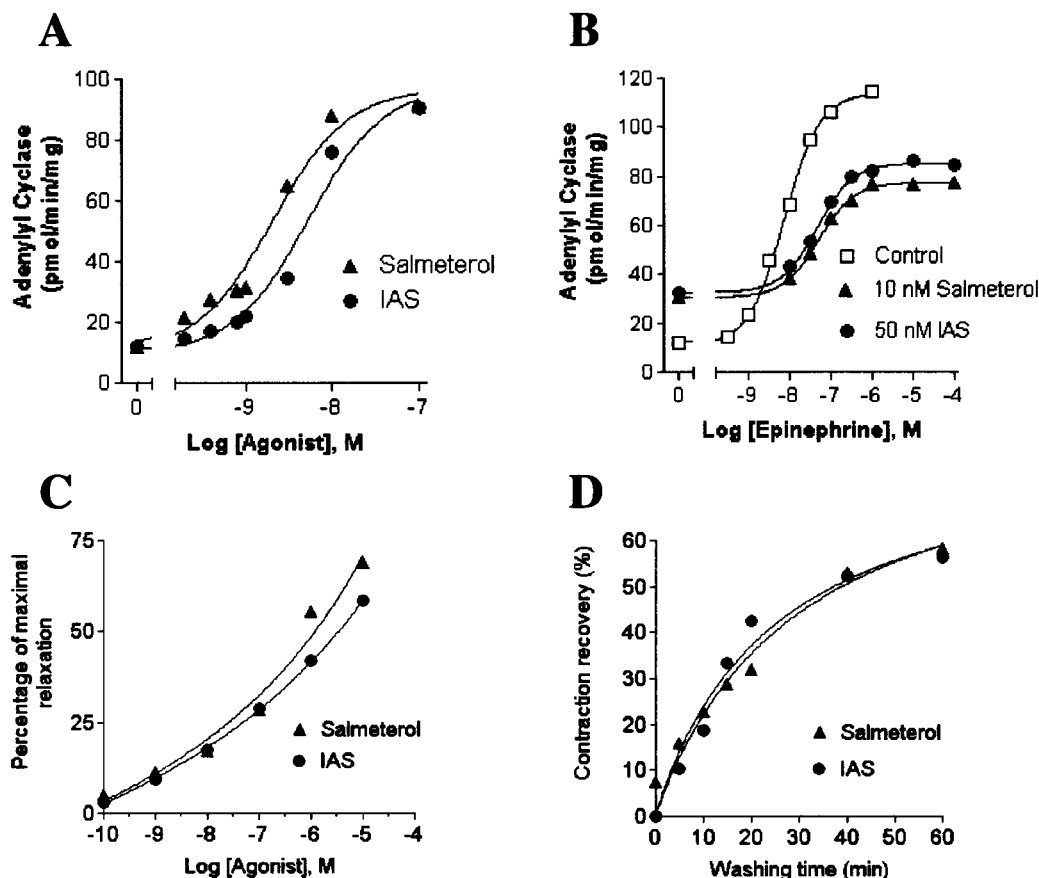 A
Adenylyl Cyclase
(pmol/min/mg)
100
80
60
40
20
0
0
-9
-8
-7
Log [Agonist], M
Salmeterol
IAS
B
Adenylyl Cyclase
(pmol/min/mg)
120
100
80
60
40
20
0
0
-9
-8
-7
-6
-5
-4
Log [Epinephrine], M
Control
10 nM Salmeterol
50 nM IAS
C
Percentage of maximal
relaxation
75
50
25
0
-10
-9
-8
-7
-6
-5
Log [Agonist], M
Salmeterol
IAS
D
Contraction recovery (%)
60
50
40
30
20
10
0
0
10
20
30
40
50
60
Washing time (min)
Salmeterol
IAS